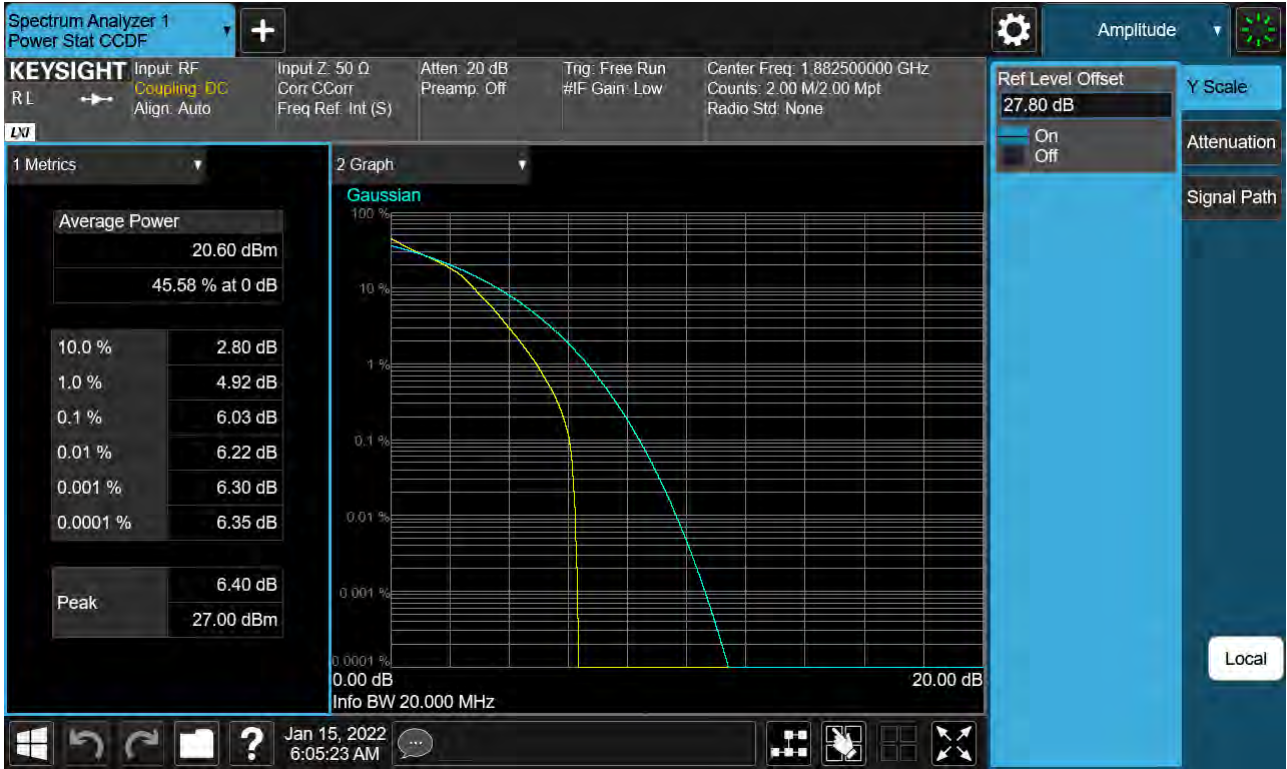 Spectrum Analyzer 1
Power Stat CCDF
Amplitude
KEYSIGHT
R L
LXI
Input: RF
Coupling: DC
Align: Auto
Input Z: 50 Ω
Corr CCorr
Freq Ref: Int (S)
Atten: 20 dB
Preamp: Off
Trig: Free Run
#IF Gain: Low
Center Freq: 1.882500000 GHz
Counts: 2.00 M/2.00 Mpt
Radio Std: None
Ref Level Offset
27.80 dB
On
Off
Y Scale
Attenuation
Signal Path
Local
1 Metrics
Average Power
20.60 dBm
45.58 % at 0 dB
10.0 % 2.80 dB
1.0 % 4.92 dB
0.1 % 6.03 dB
0.01 % 6.22 dB
0.001 % 6.30 dB
0.0001 % 6.35 dB
Peak
6.40 dB
27.00 dBm
2 Graph
Gaussian
100 %
10 %
1 %
0.1 %
0.01 %
0.001 %
0.0001 %
0.00 dB 20.00 dB
Info BW 20.000 MHz
?
Jan 15, 2022
6:05:23 AM